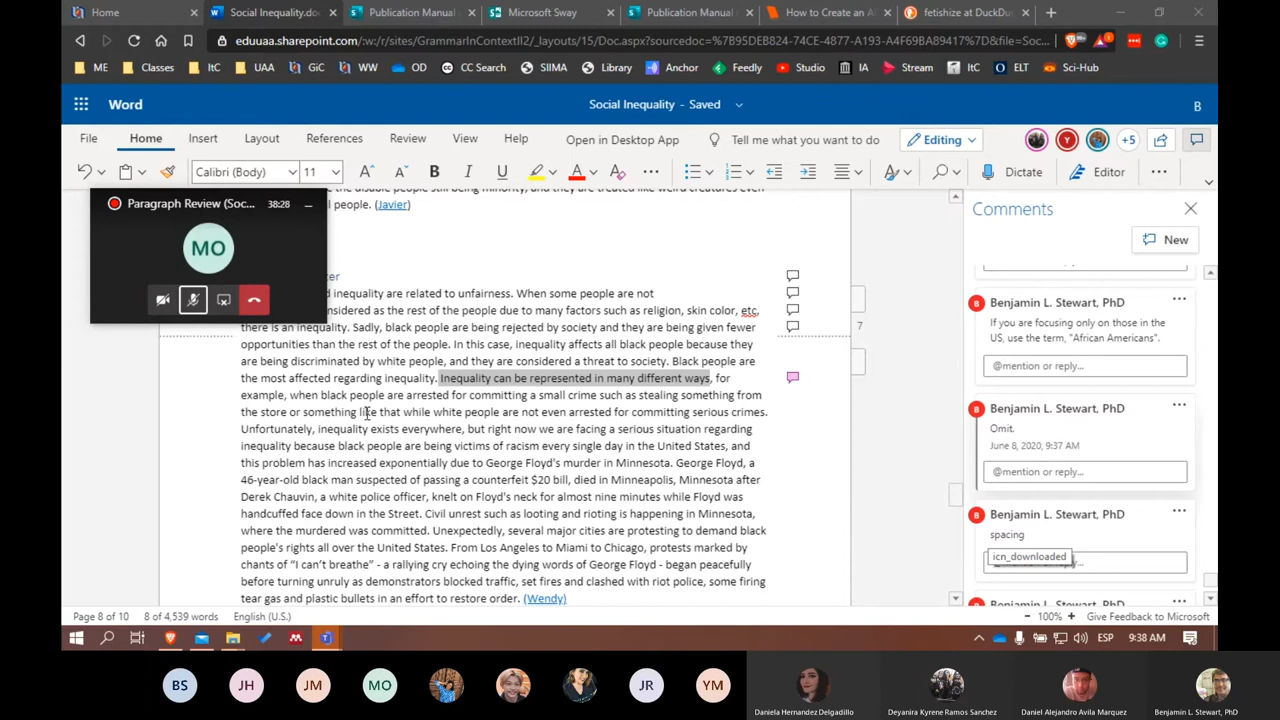 Home
Social Inequality.do
Publication Manual
Microsoft Sway
Publication Manual
How to Create an A
fetishize at DuckDu
eduuaa.sharepoint.com/:w:/r/sites/GrammarInContextII2/_layouts/15/Doc.aspx?sourcedoc=%7B95DEB824-74CE-4877-A193-A4F69BA89417%7D&file=Soc...
ME
Classes
ItC
UAA
GiC
WW
OD
CC Search
SIIMA
Library
Anchor
Feedly
Studio
IA
Stream
ItC
ELT
Sci-Hub
Word
Social Inequality - Saved
B
File
Home
Insert
Layout
References
Review
View
Help
Open in Desktop App
Tell me what you want to do
Editing
+5
Calibri (Body)
11
Dictate
Editor
the disable people still being minority, and they are treated like weird creatures even
l people. (Javier)
Paragraph Review (Soc...
38:28
MO
ter
d inequality are related to unfairness. When some people are not
nsidered as the rest of the people due to many factors such as religion, skin color, etc,
there is an inequality. Sadly, black people are being rejected by society and they are being given fewer
opportunities than the rest of the people. In this case, inequality affects all black people because they
are being discriminated by white people, and they are considered a threat to society. Black people are
the most affected regarding inequality. Inequality can be represented in many different ways, for
example, when black people are arrested for committing a small crime such as stealing something from
the store or something like that while white people are not even arrested for committing serious crimes.
Unfortunately, inequality exists everywhere, but right now we are facing a serious situation regarding
inequality because black people are being victims of racism every single day in the United States, and
this problem has increased exponentially due to George Floyd's murder in Minnesota. George Floyd, a
46-year-old black man suspected of passing a counterfeit $20 bill, died in Minneapolis, Minnesota after
Derek Chauvin, a white police officer, knelt on Floyd's neck for almost nine minutes while Floyd was
handcuffed face down in the Street. Civil unrest such as looting and rioting is happening in Minnesota,
where the murdered was committed. Unexpectedly, several major cities are protesting to demand black
people's rights all over the United States. From Los Angeles to Miami to Chicago, protests marked by
chants of "I can't breathe" - a rallying cry echoing the dying words of George Floyd - began peacefully
before turning unruly as demonstrators blocked traffic, set fires and clashed with riot police, some firing
tear gas and plastic bullets in an effort to restore order. (Wendy)
7
Comments
New
Benjamin L. Stewart, PhD
If you are focusing only on those in the
US, use the term, "African Americans".
@mention or reply...
Benjamin L. Stewart, PhD
Omit.
June 8, 2020, 9:37 AM
@mention or reply...
Benjamin L. Stewart, PhD
spacing
icn_downloaded
Benjamin L. Stewart, PhD
Page 8 of 10
8 of 4,539 words
English (U.S.)
100%
Give Feedback to Microsoft
ESP
9:38 AM
BS
JH
JM
MO
JR
YM
Daniela Hernandez Delgadillo
Deyanira Kyrene Ramos Sanchez
Daniel Alejandro Avila Marquez
Benjamin L. Stewart, PhD